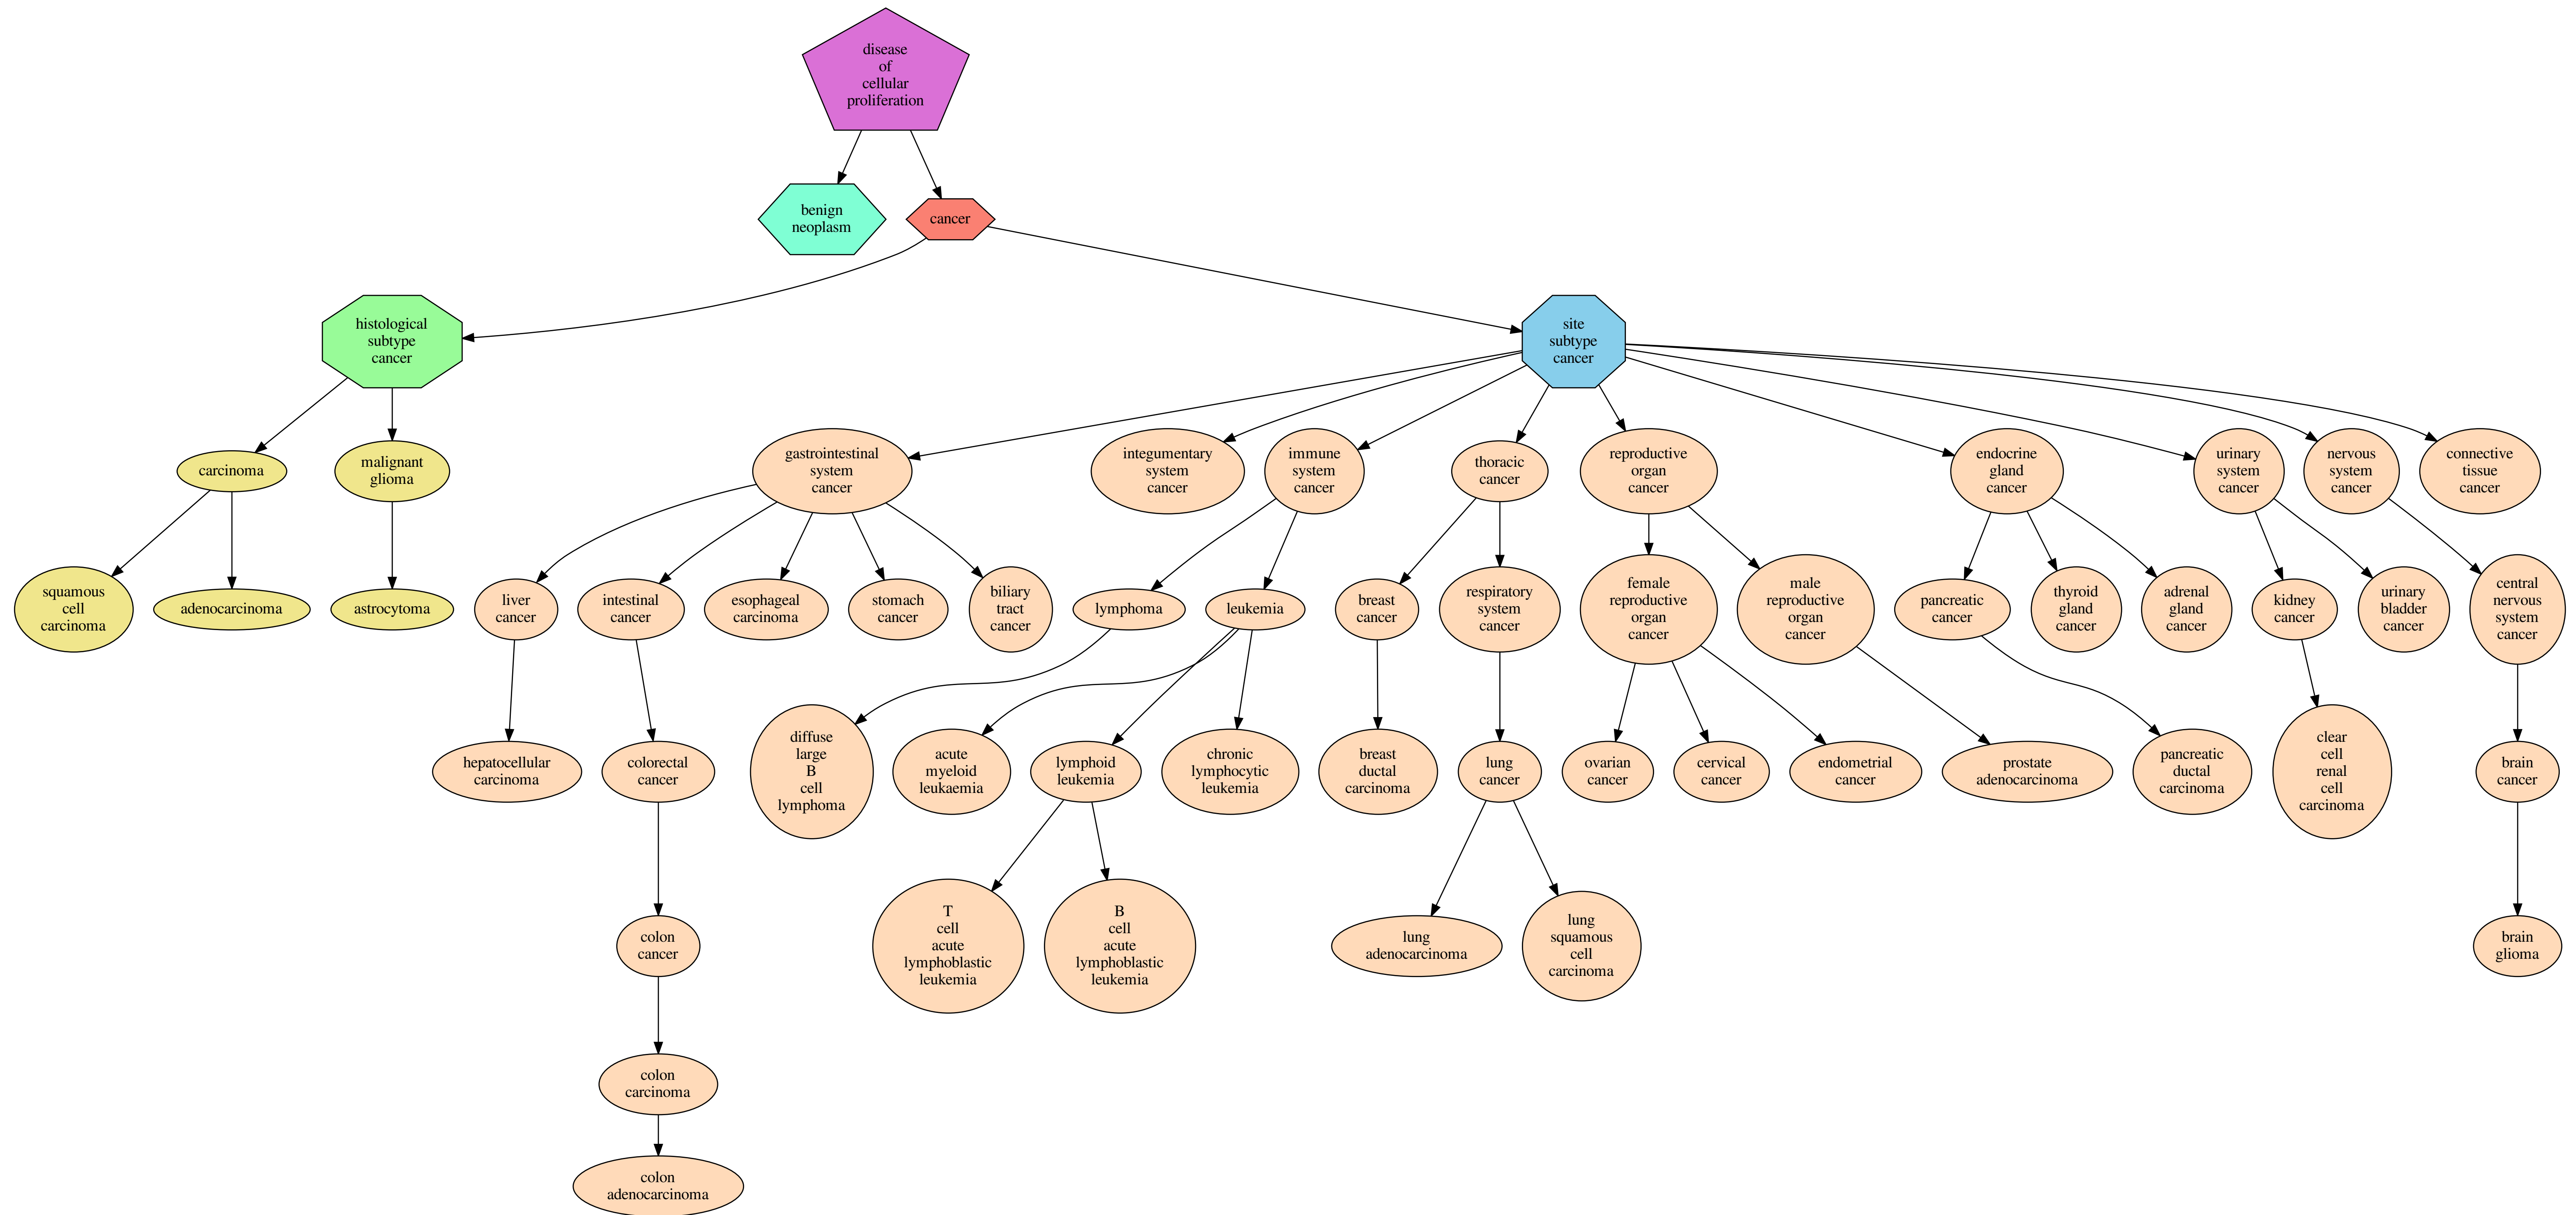 disease
of
cellular
proliferation
benign
neoplasm
cancer
histological
subtype
cancer
site
subtype
cancer
carcinoma
malignant
glioma
gastrointestinal
system
cancer
integumentary
system
cancer
immune
system
cancer
thoracic
cancer
reproductive
organ
cancer
endocrine
gland
cancer
urinary
system
cancer
nervous
system
cancer
connective
tissue
cancer
squamous
cell
carcinoma
adenocarcinoma
astrocytoma
liver
cancer
intestinal
cancer
esophageal
carcinoma
stomach
cancer
biliary
tract
cancer
lymphoma
leukemia
breast
cancer
respiratory
system
cancer
female
reproductive
organ
cancer
male
reproductive
organ
cancer
pancreatic
cancer
thyroid
gland
cancer
adrenal
gland
cancer
kidney
cancer
urinary
bladder
cancer
central
nervous
system
cancer
hepatocellular
carcinoma
colorectal
cancer
diffuse
large
B
cell
lymphoma
acute
myeloid
leukaemia
lymphoid
leukemia
chronic
lymphocytic
leukemia
breast
ductal
carcinoma
lung
cancer
ovarian
cancer
cervical
cancer
endometrial
cancer
prostate
adenocarcinoma
pancreatic
ductal
carcinoma
clear
cell
renal
cell
carcinoma
brain
cancer
colon
cancer
T
cell
acute
lymphoblastic
leukemia
B
cell
acute
lymphoblastic
leukemia
lung
adenocarcinoma
lung
squamous
cell
carcinoma
brain
glioma
colon
carcinoma
colon
adenocarcinoma